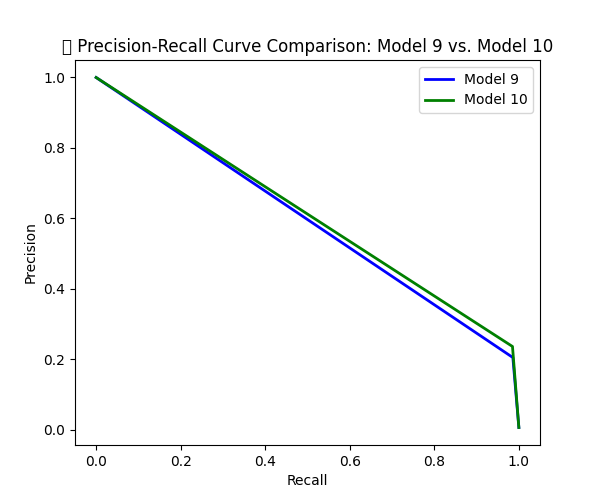 Precision-Recall Curve Comparison: Model 9 vs. Model 10
Model 9
Model 10
1.0
0.8
0.6
0.4
0.2
0.0
Precision
0.0 0.2 0.4 0.6 0.8 1.0
Recall